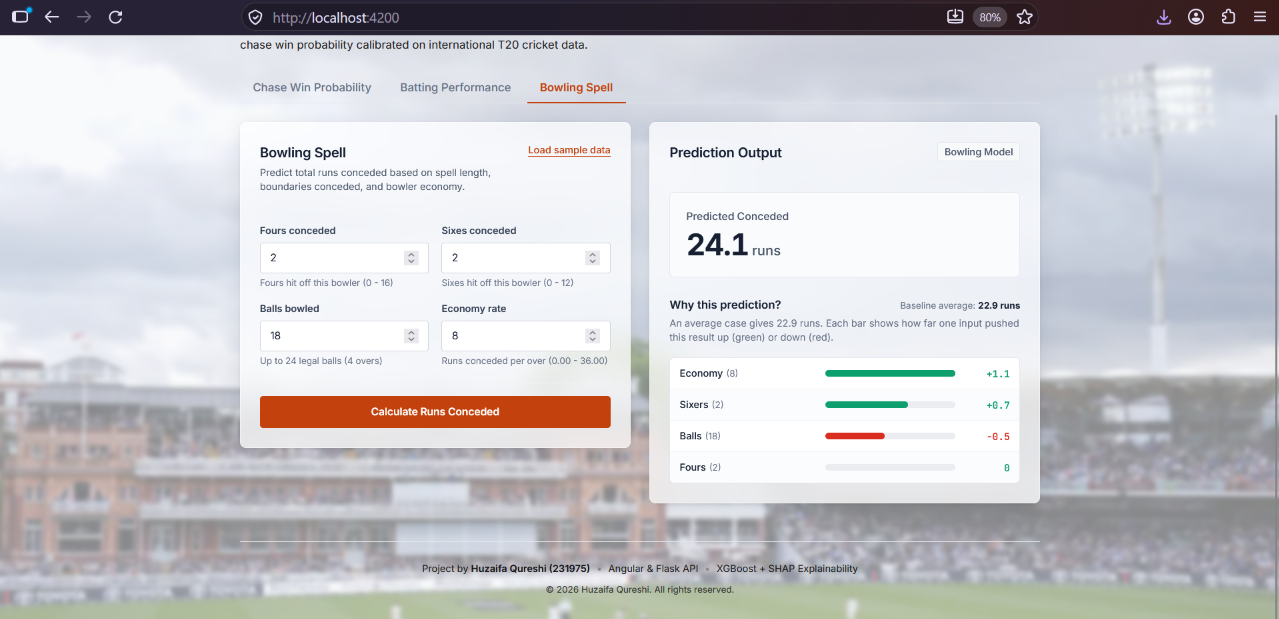 http://localhost:4200
80%
chase win probability calibrated on international T20 cricket data.
Chase Win Probability
Batting Performance
Bowling Spell
Bowling Spell
Load sample data
Predict total runs conceded based on spell length,
boundaries conceded, and bowler economy.
Fours conceded
Sixes conceded
2
2
Fours hit off this bowler (0 - 16)
Sixes hit off this bowler (0 - 12)
Balls bowled
Economy rate
18
8
Up to 24 legal balls (4 overs)
Runs conceded per over (0.00 - 36.00)
Calculate Runs Conceded
Prediction Output
Bowling Model
Predicted Conceded
24.1 runs
Why this prediction?
Baseline average: 22.9 runs
An average case gives 22.9 runs. Each bar shows how far one input pushed
this result up (green) or down (red).
Economy (8) +1.1
Sixers (2) +0.7
Balls (18) -0.5
Fours (2) 0
Project by Huzaifa Qureshi (231975) • Angular & Flask API • XGBoost + SHAP Explainability
© 2026 Huzaifa Qureshi. All rights reserved.